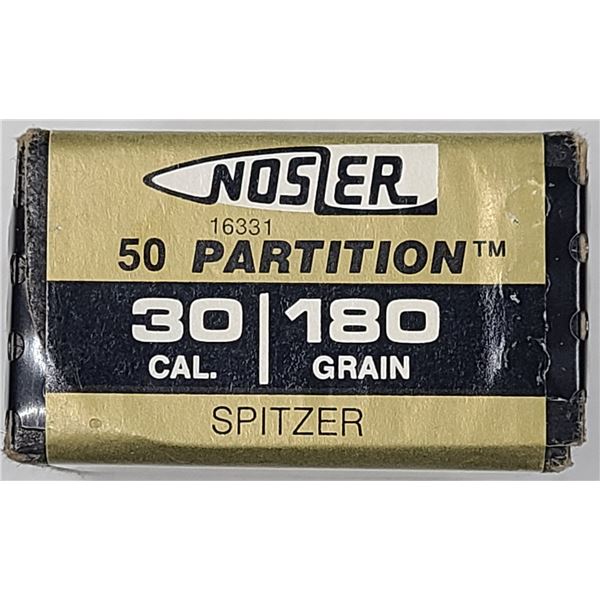 NOSLER
16331
50 PARTITION™
30 | 180
CAL. | GRAIN
SPITZER